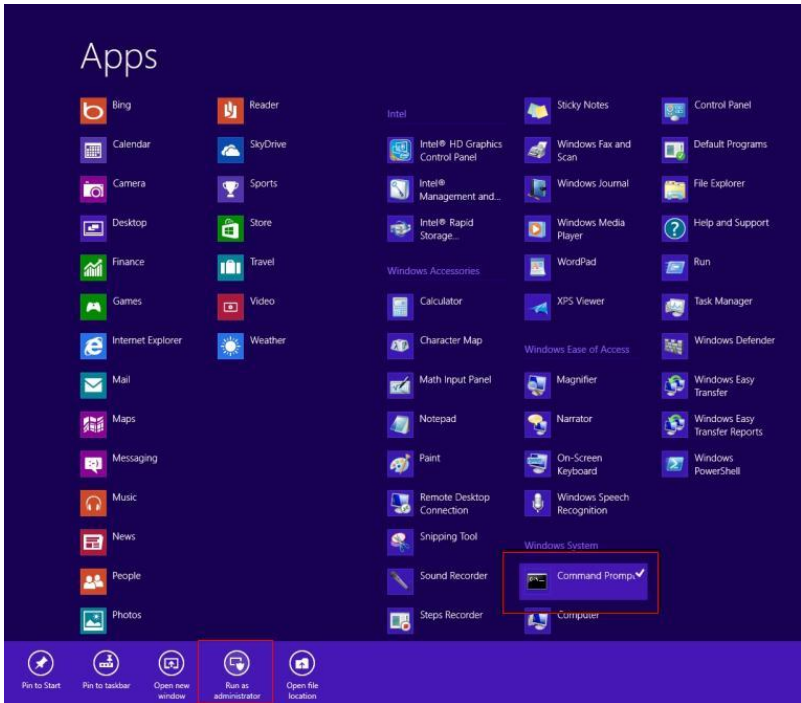 Apps
Bing
Calendar
Camera
Desktop
Finance
Games
Internet Explorer
Mail
Maps
Messaging
Music
News
People
Photos
Reader
SkyDrive
Sports
Store
Travel
Video
Weather
Intel
Intel® HD Graphics
Control Panel
Intel®
Management and...
Intel® Rapid
Storage...
Windows Accessories
Calculator
Character Map
Math Input Panel
Notepad
Paint
Remote Desktop
Connection
Snipping Tool
Sound Recorder
Steps Recorder
Sticky Notes
Windows Fax and
Scan
Windows Journal
Windows Media
Player
WordPad
XPS Viewer
Windows Ease of Access
Magnifier
Narrator
On-Screen
Keyboard
Windows Speech
Recognition
Windows System
Command Promp
Computer
Control Panel
Default Programs
File Explorer
Help and Support
Run
Task Manager
Windows Defender
Windows Easy
Transfer
Windows Easy
Transfer Reports
Windows
PowerShell
Pin to Start
Pin to taskbar
Open new
window
Run as
administrator
Open file
location